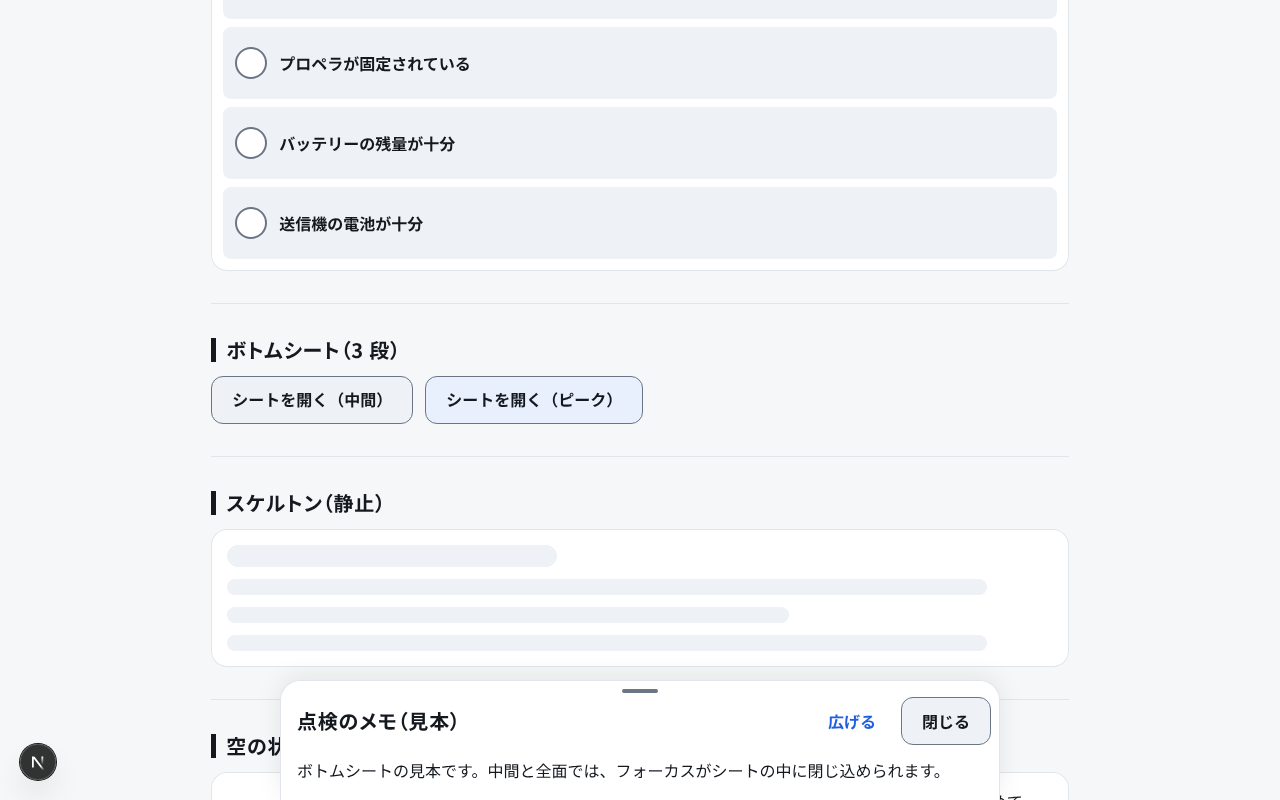 プロペラが固定されている
バッテリーの残量が十分
送信機の電池が十分
ボトムシート（3 段）
シートを開く（中間） シートを開く（ピーク）
スケルトン（静止）
点検のメモ（見本） 広げる 閉じる
空の状
ボトムシートの見本です。中間と全面では、フォーカスがシートの中に閉じ込められます。
N